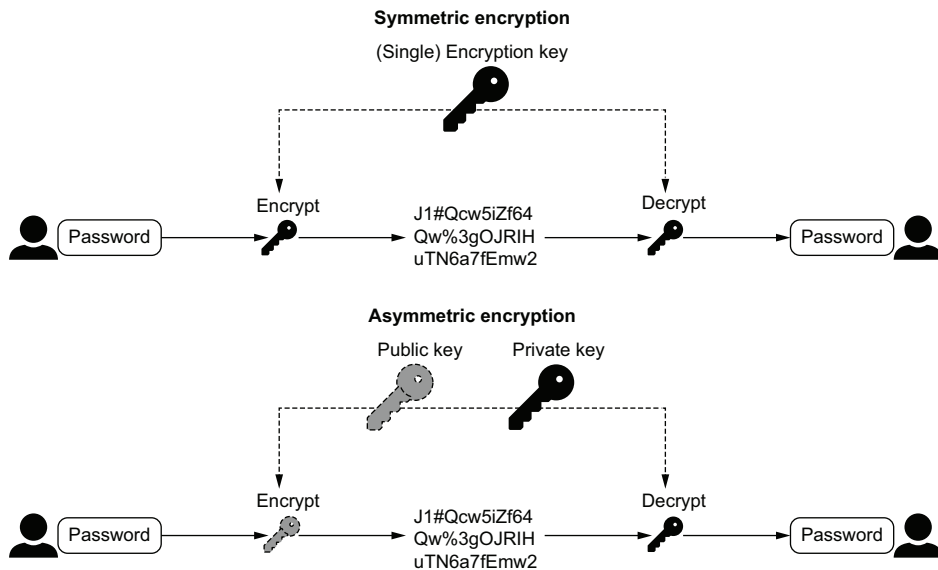 Symmetric encryption
(Single) Encryption key
Encrypt
Decrypt
Password
J1#Qcw5iZf64
Qw%3gOJRIH
uTN6a7fEmw2
Password
Asymmetric encryption
Public key
Private key
Encrypt
Decrypt
Password
J1#Qcw5iZf64
Qw%3gOJRIH
uTN6a7fEmw2
Password